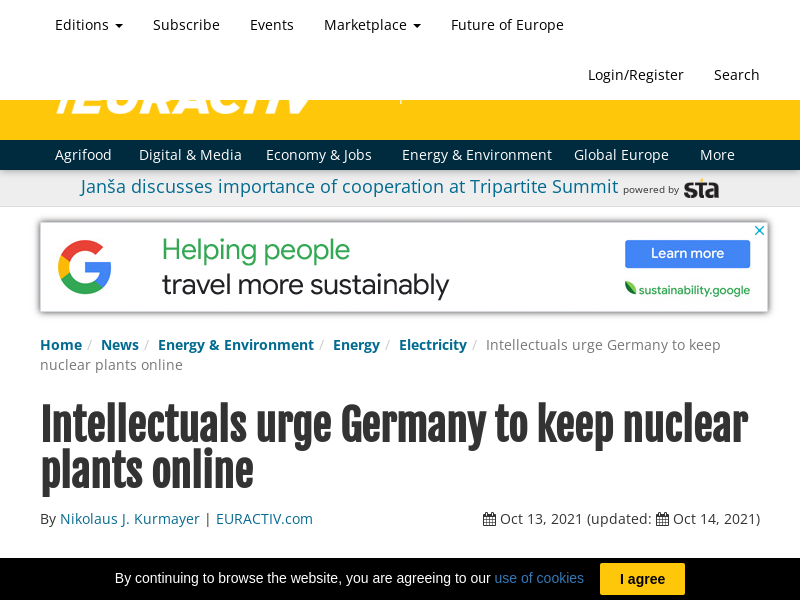 Editions Subscribe Events Marketplace Future of Europe
Login/Register Search
EURACTIV
Agrifood Digital & Media Economy & Jobs Energy & Environment Global Europe More
Janša discusses importance of cooperation at Tripartite Summit powered by sta
Helping people
travel more sustainably
Learn more
sustainability.google
Home / News / Energy & Environment / Energy / Electricity / Intellectuals urge Germany to keep
nuclear plants online
Intellectuals urge Germany to keep nuclear
plants online
By Nikolaus J. Kurmayer | EURACTIV.com
Oct 13, 2021 (updated: Oct 14, 2021)
By continuing to browse the website, you are agreeing to our use of cookies I agree